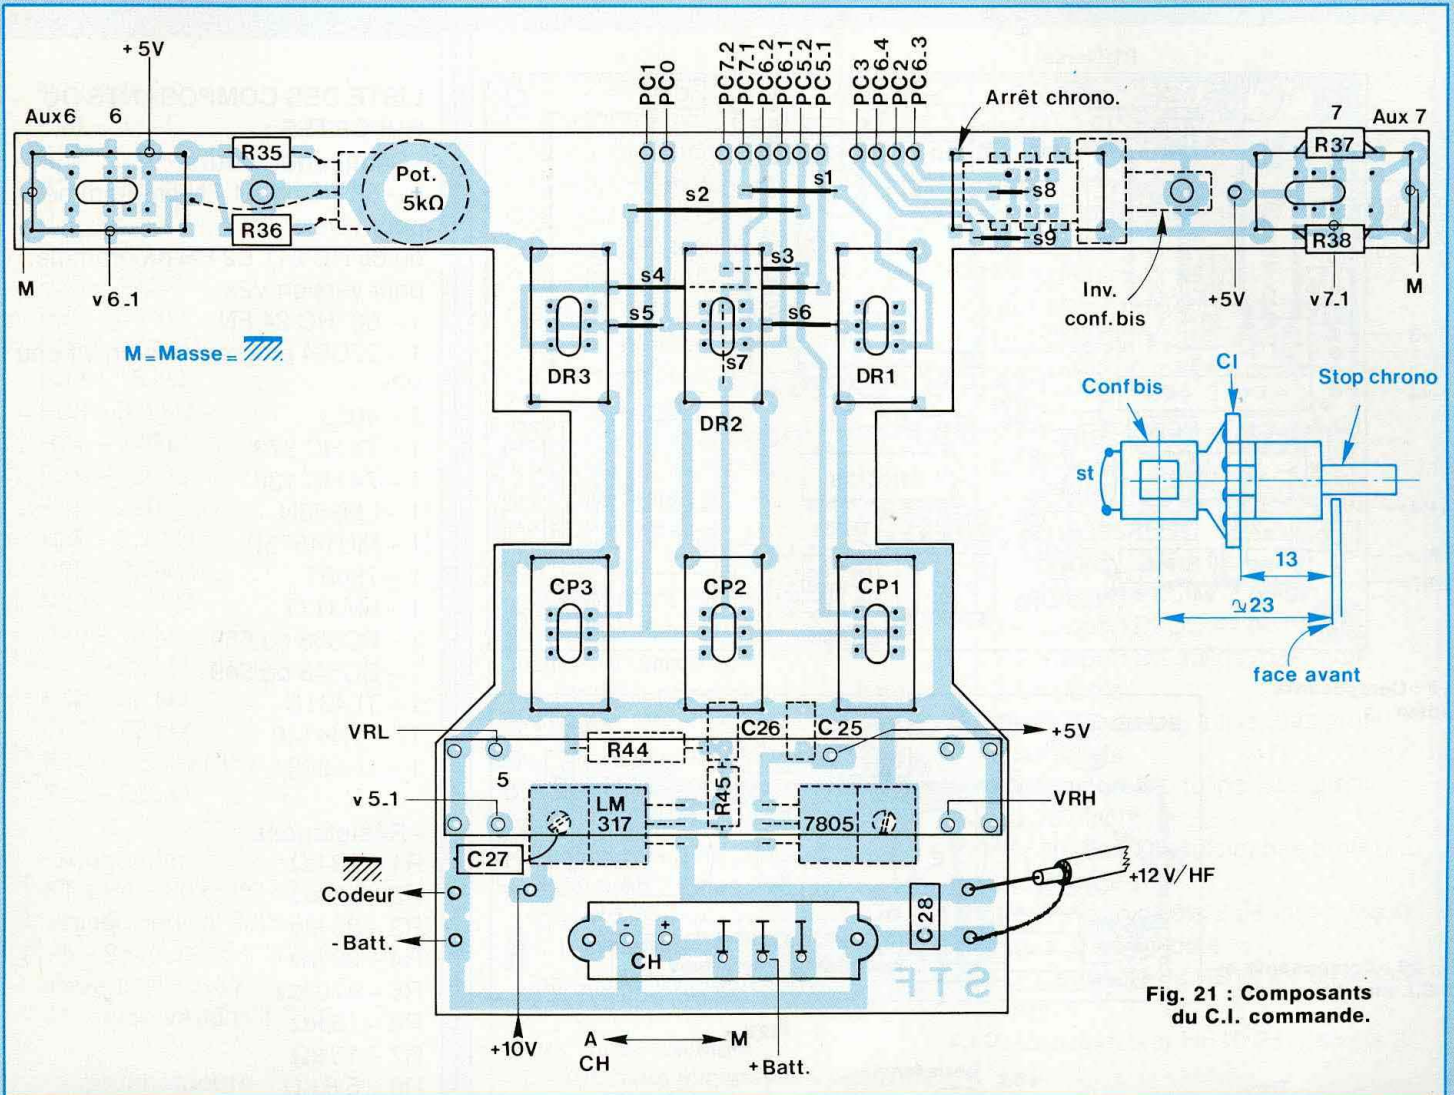 +5V
Aux6
6
R35
R36
Pot.
5kΩ
M
v 6.1
M=Masse=
PC1
PC0
PC7.2
PC7.1
PC6.2
PC6.1
PC5.2
PC5.1
PC3
PC6.4
PC2
PC6.3
Arrêt chrono.
7
Aux 7
R37
R38
s1
s2
s3
s4
s5
s6
s7
s8
s9
Inv.
conf.bis
+5V
v7.1
M
DR3
DR2
DR1
CI
Confbis
Stop chrono
st
13
≃23
face avant
CP3
CP2
CP1
VRL
C26
C25
+5V
R44
5
R45
v 5.1
LM
317
7805
VRH
C27
Codeur
-Batt.
C28
+12V/HF
-
+
CH
STF
+10V
A
M
CH
+Batt.
Fig. 21 : Composants
du C.I. commande.